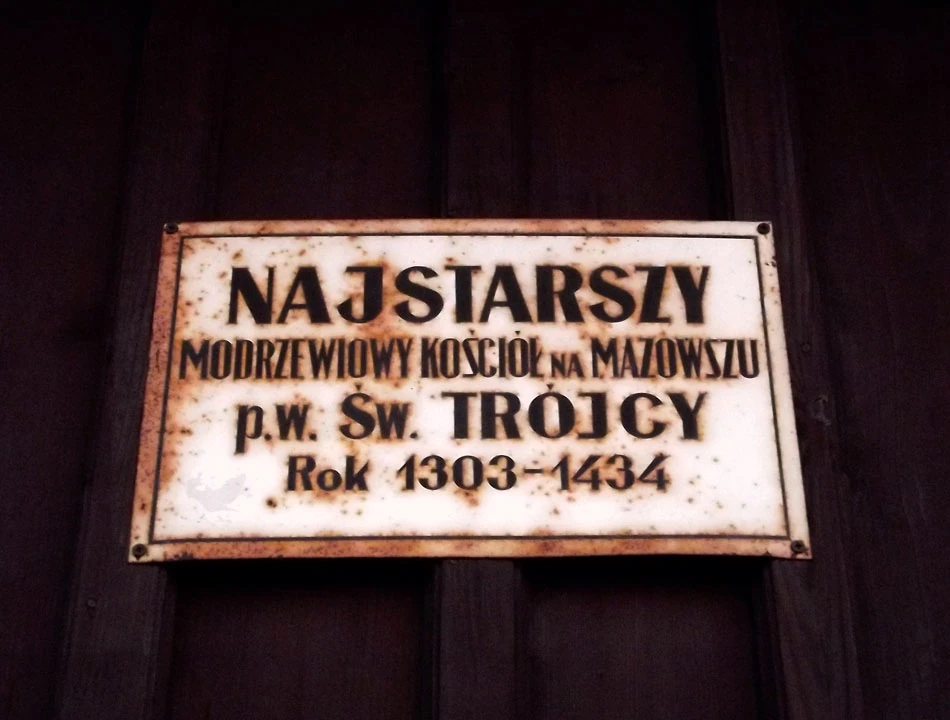 NAJSTARSZY
MODRZEWIOWY KOŚCIÓŁ NA MAZOWSZU
p.w. Św. TRÓJCY
Rok 1303-1434